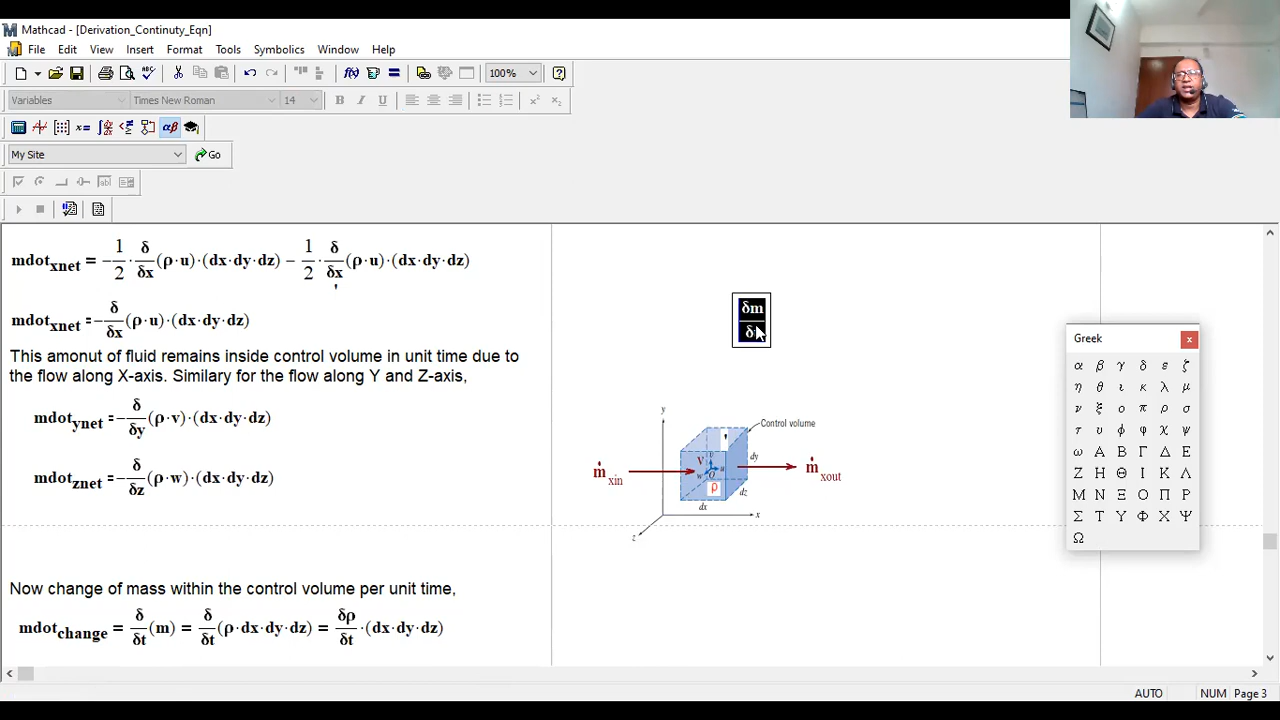 Mathcad - [Derivation_Continuty_Eqn]
File Edit View Insert Format Tools Symbolics Window Help
100%
Variables Times New Roman 14 B I U
αβ
My Site Go
mdot_xnet = -1/2·δ/δx(ρ·u)·(dx·dy·dz) - 1/2·δ/δx(ρ·u)·(dx·dy·dz)
'
mdot_xnet = -δ/δx(ρ·u)·(dx·dy·dz)
This amonut of fluid remains inside control volume in unit time due to
the flow along X-axis. Similary for the flow along Y and Z-axis,
mdot_ynet = -δ/δy(ρ·v)·(dx·dy·dz)
mdot_znet = -δ/δz(ρ·w)·(dx·dy·dz)
Now change of mass within the control volume per unit time,
mdot_change = δ/δt(m) = δ/δt(ρ·dx·dy·dz) = δρ/δt·(dx·dy·dz)
δm
y
Control volume
ṁ xin
V
w
O
ρ
dy
dz
dx
x
z
ṁ xout
Greek x
α β γ δ ε ζ
η θ ι κ λ μ
ν ξ ο π ρ σ
τ υ ϕ φ χ ψ
ω Α Β Γ Δ Ε
Ζ Η Θ Ι Κ Λ
Μ Ν Ξ Ο Π Ρ
Σ Τ Υ Φ Χ Ψ
Ω
AUTO NUM Page 3